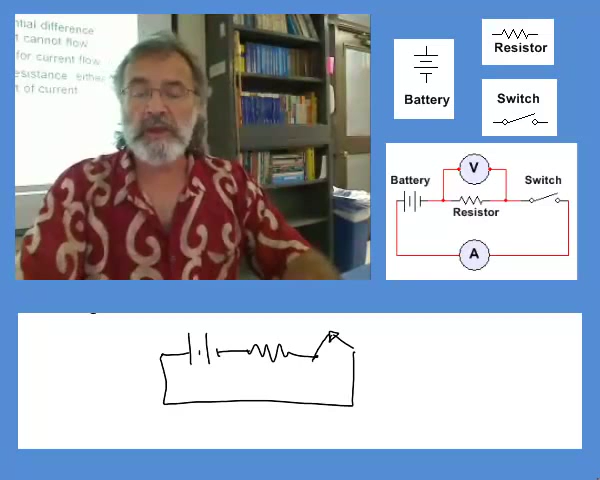 ntial difference
t cannot flow
for current flow
esistance either
t of current
Battery
Resistor
Switch
V
Battery
Switch
Resistor
A